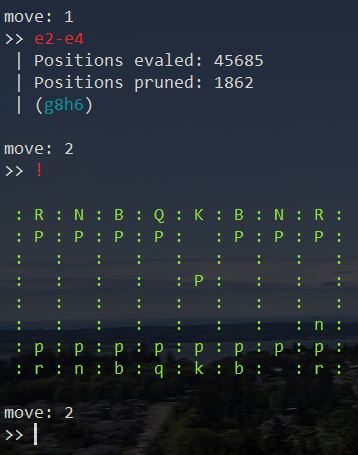 move: 1
>> e2-e4
| Positions evaled: 45685
| Positions pruned: 1862
| (g8h6)
move: 2
>> !
: R : N : B : Q : K : B : N : R :
: P : P : P : P :   : P : P : P :
:   :   :   :   :   :   :   :   :
:   :   :   :   : P :   :   :   :
:   :   :   :   :   :   :   :   :
:   :   :   :   :   :   :   : n :
: p : p : p : p : p : p : p : p :
: r : n : b : q : k : b :   : r :
move: 2
>>